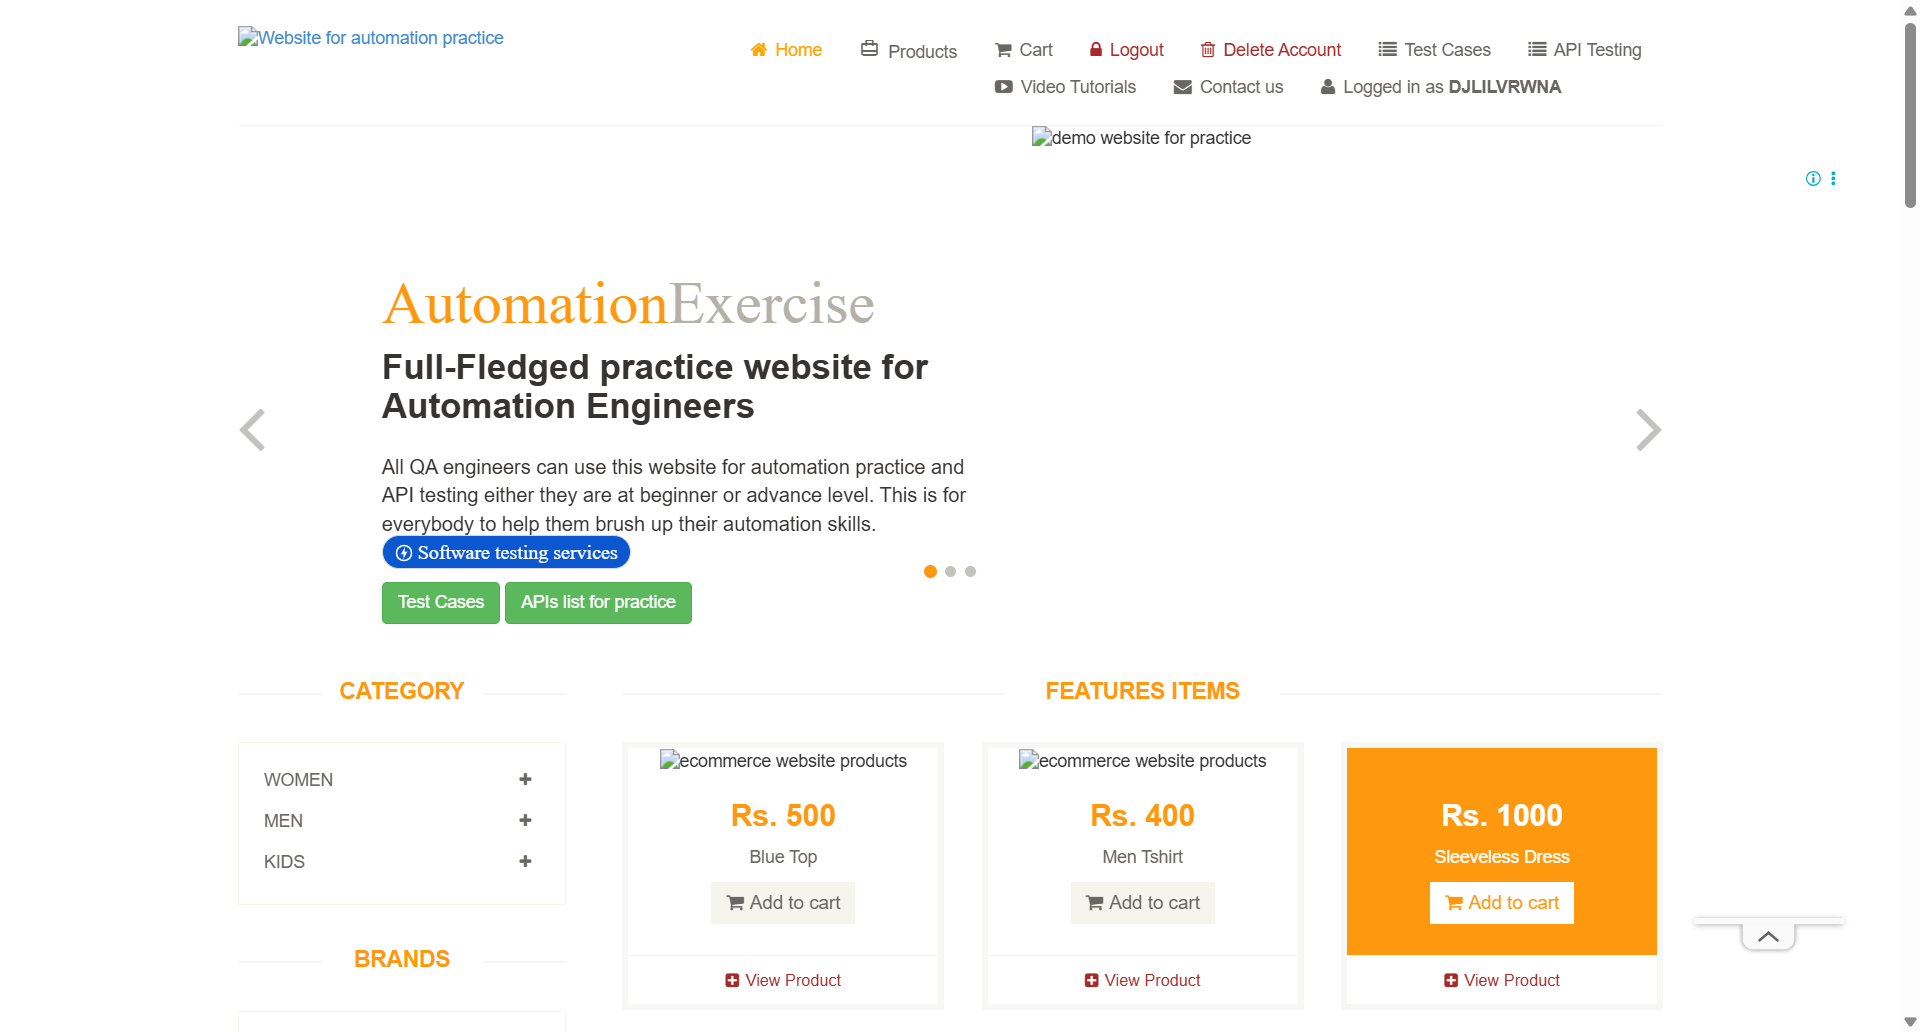 Website for automation practice
Home
Products
Cart
Logout
Delete Account
Test Cases
API Testing
Video Tutorials
Contact us
Logged in as DJLILVRWNA
demo website for practice
AutomationExercise
Full-Fledged practice website for
Automation Engineers
All QA engineers can use this website for automation practice and
API testing either they are at beginner or advance level. This is for
everybody to help them brush up their automation skills.
Software testing services
Test Cases
APIs list for practice
CATEGORY
WOMEN
MEN
KIDS
BRANDS
FEATURES ITEMS
ecommerce website products
Rs. 500
Blue Top
Add to cart
View Product
ecommerce website products
Rs. 400
Men Tshirt
Add to cart
View Product
Rs. 1000
Sleeveless Dress
Add to cart
View Product